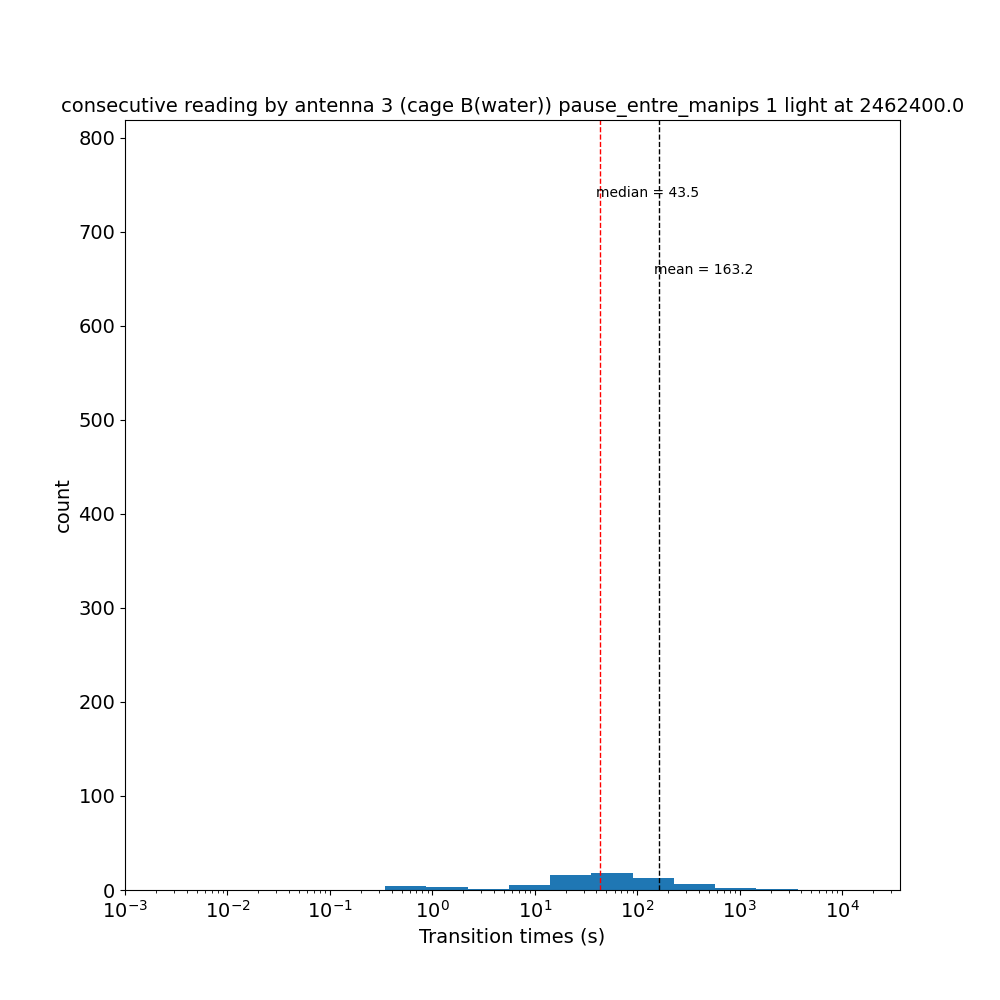 consecutive reading by antenna 3 (cage B(water)) pause_entre_manips 1 light at 2462400.0
800
median = 43.5
700
mean = 163.2
600
500
count
400
300
200
100
0
10⁻³ 10⁻² 10⁻¹ 10⁰ 10¹ 10² 10³ 10⁴
Transition times (s)